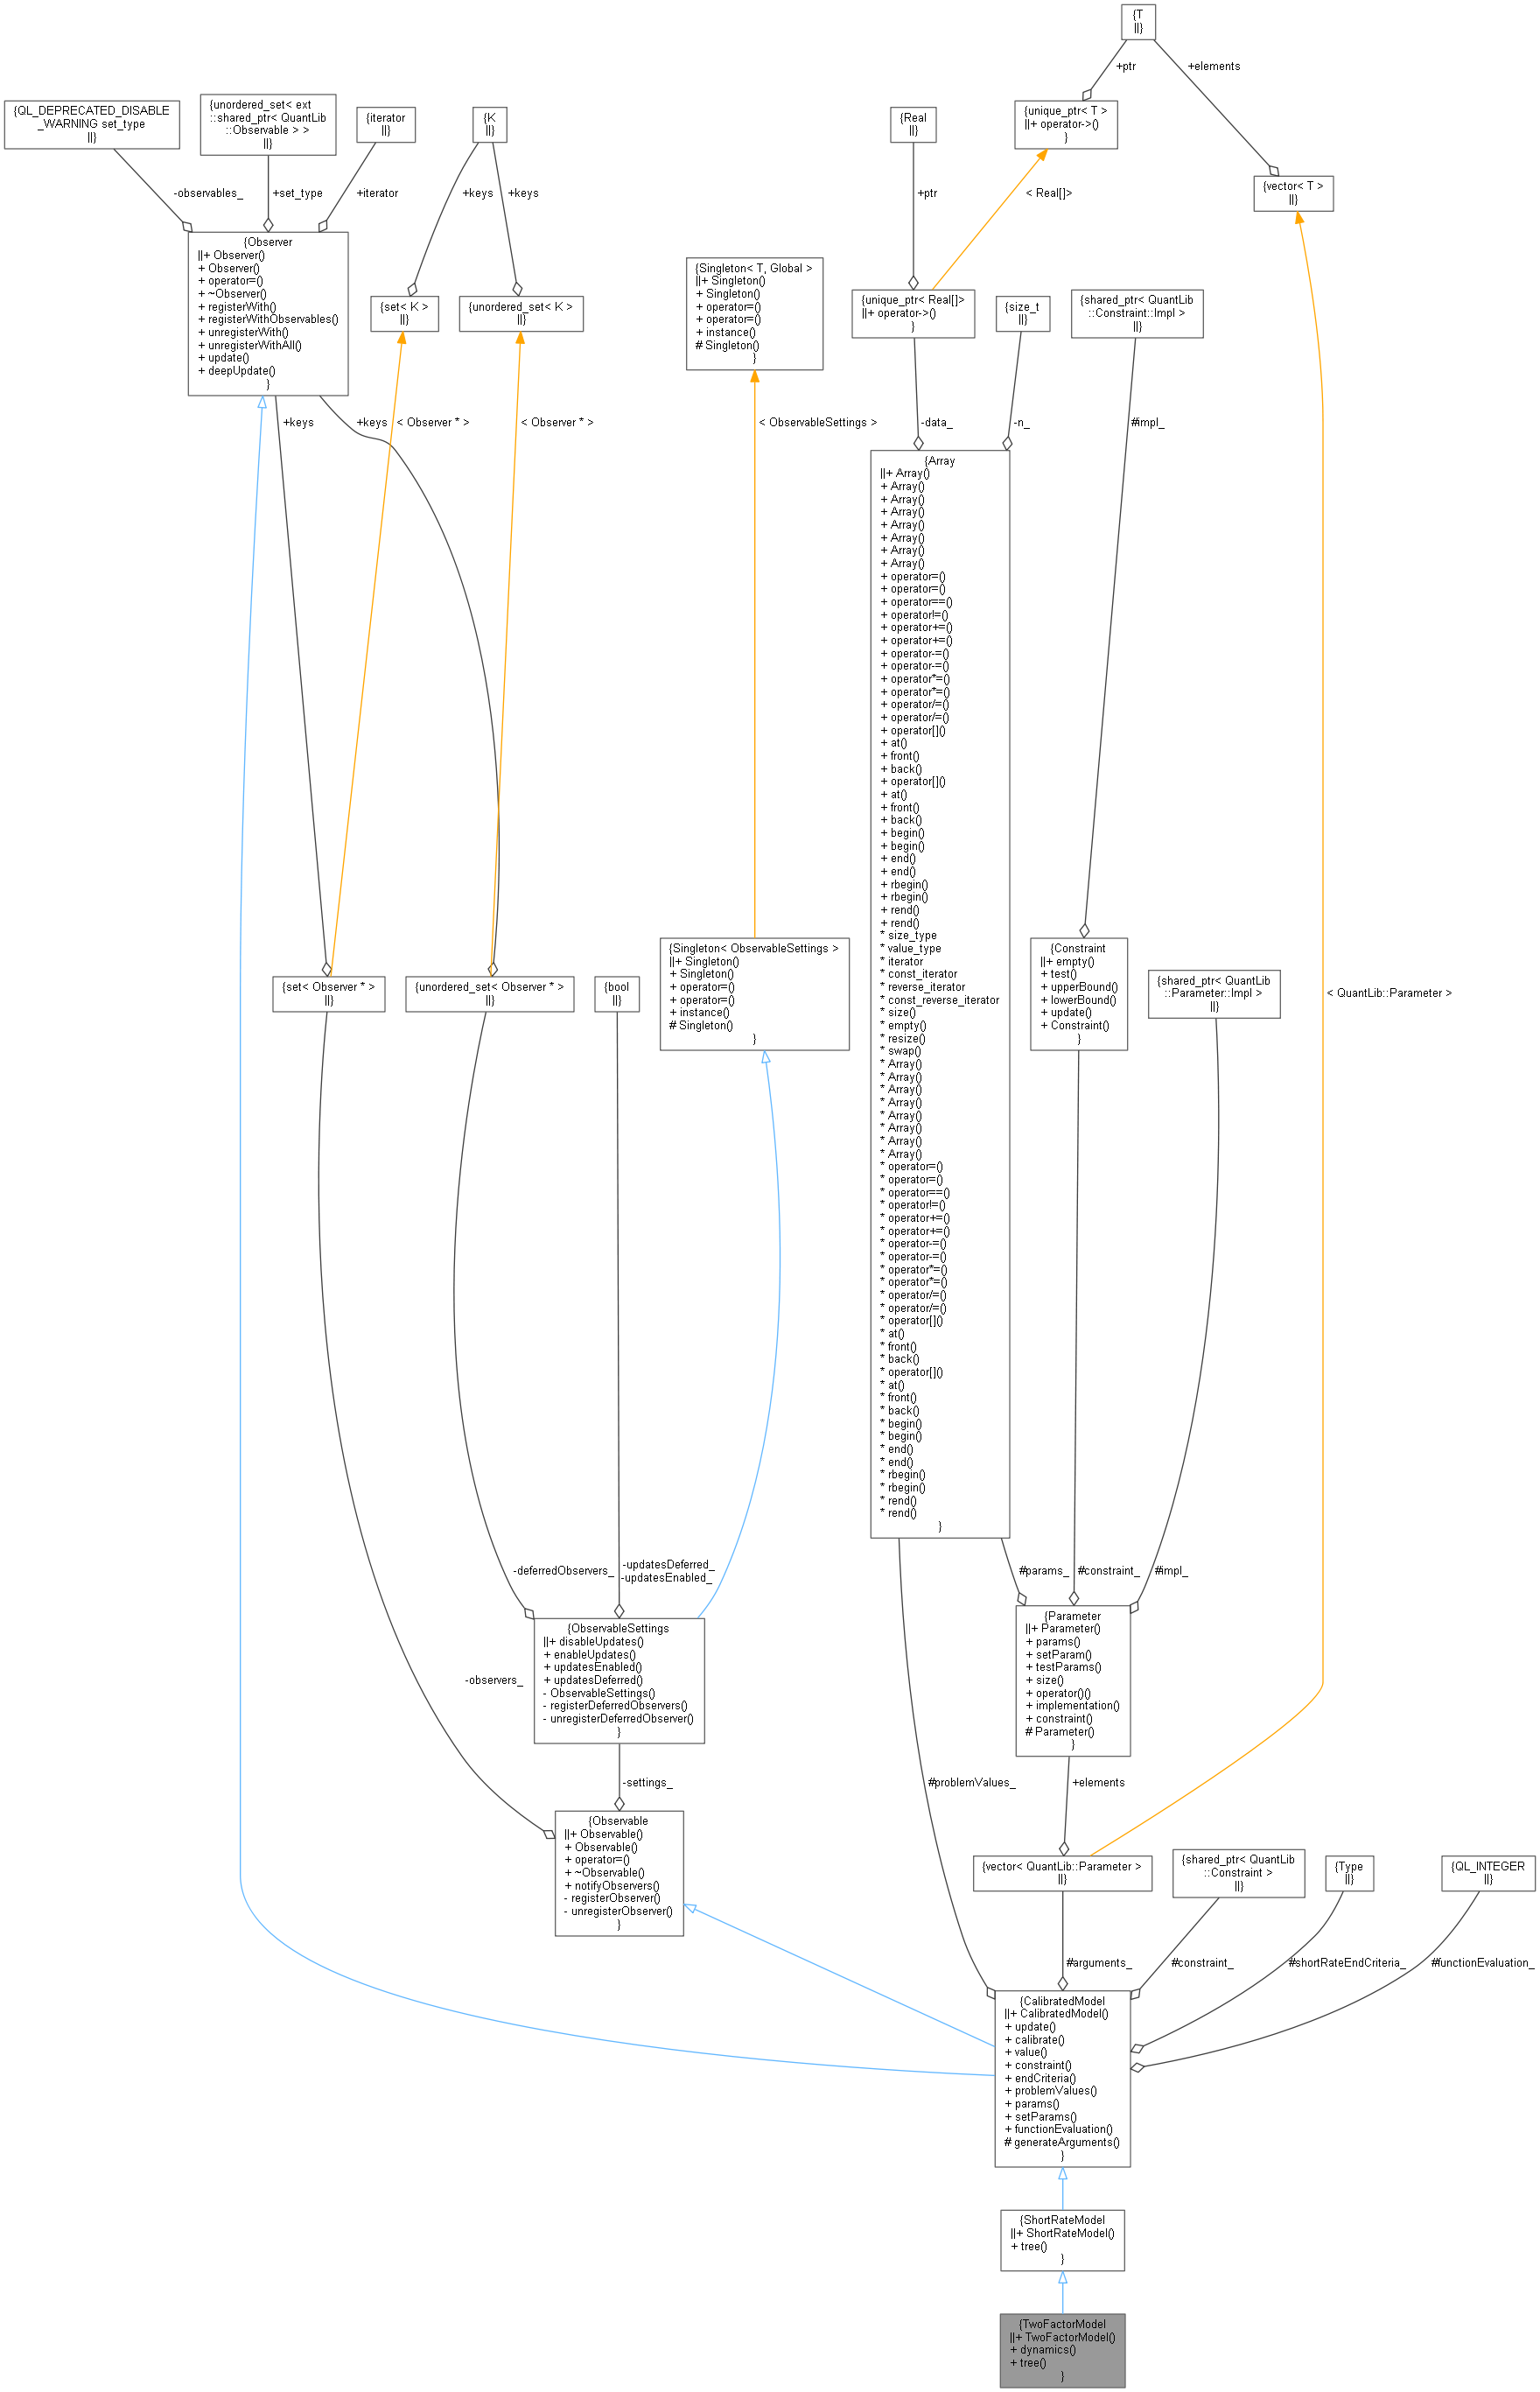 {T
||}
+ptr
+elements
{QL_DEPRECATED_DISABLE
_WARNING set_type
||}
{unordered_set< ext
::shared_ptr< QuantLib
::Observable > >
||}
{iterator
||}
{K
||}
{Real
||}
{unique_ptr< T >
||+ operator->()
}
{vector< T >
||}
-observables_
+set_type
+iterator
+keys
+keys
+ptr
< Real[]>
{Observer
||+ Observer()
+ Observer()
+ operator=()
+ ~Observer()
+ registerWith()
+ registerWithObservables()
+ unregisterWith()
+ unregisterWithAll()
+ update()
+ deepUpdate()
}
{set< K >
||}
{unordered_set< K >
||}
{Singleton< T, Global >
||+ Singleton()
+ Singleton()
+ operator=()
+ operator=()
+ instance()
# Singleton()
}
{unique_ptr< Real[]>
||+ operator->()
}
{size_t
||}
{shared_ptr< QuantLib
::Constraint::Impl >
||}
+keys
+keys
< Observer * >
< Observer * >
< ObservableSettings >
-data_
-n_
#impl_
{Array
||+ Array()
+ Array()
+ Array()
+ Array()
+ Array()
+ Array()
+ Array()
+ Array()
+ operator=()
+ operator=()
+ operator==()
+ operator!=()
+ operator+=()
+ operator+=()
+ operator-=()
+ operator-=()
+ operator*=()
+ operator*=()
+ operator/=()
+ operator/=()
+ operator[]()
+ at()
+ front()
+ back()
+ operator[]()
+ at()
+ front()
+ back()
+ begin()
+ begin()
+ end()
+ end()
+ rbegin()
+ rbegin()
+ rend()
+ rend()
* size_type
* value_type
* iterator
* const_iterator
* reverse_iterator
* const_reverse_iterator
* size()
* empty()
* resize()
* swap()
* Array()
* Array()
* Array()
* Array()
* Array()
* Array()
* Array()
* Array()
* operator=()
* operator=()
* operator==()
* operator!=()
* operator+=()
* operator+=()
* operator-=()
* operator-=()
* operator*=()
* operator*=()
* operator/=()
* operator/=()
* operator[]()
* at()
* front()
* back()
* operator[]()
* at()
* front()
* back()
* begin()
* begin()
* end()
* end()
* rbegin()
* rbegin()
* rend()
* rend()
}
{set< Observer * >
||}
{unordered_set< Observer * >
||}
{bool
||}
{Singleton< ObservableSettings >
||+ Singleton()
+ Singleton()
+ operator=()
+ operator=()
+ instance()
# Singleton()
}
{Constraint
||+ empty()
+ test()
+ upperBound()
+ lowerBound()
+ update()
+ Constraint()
}
{shared_ptr< QuantLib
::Parameter::Impl >
||}
< QuantLib::Parameter >
-deferredObservers_
-updatesDeferred_
-updatesEnabled_
#params_
#constraint_
#impl_
-observers_
{ObservableSettings
||+ disableUpdates()
+ enableUpdates()
+ updatesEnabled()
+ updatesDeferred()
- ObservableSettings()
- registerDeferredObservers()
- unregisterDeferredObserver()
}
{Parameter
||+ Parameter()
+ params()
+ setParam()
+ testParams()
+ size()
+ operator()()
+ implementation()
+ constraint()
# Parameter()
}
-settings_
#problemValues_
+elements
{Observable
||+ Observable()
+ Observable()
+ operator=()
+ ~Observable()
+ notifyObservers()
- registerObserver()
- unregisterObserver()
}
{vector< QuantLib::Parameter >
||}
{shared_ptr< QuantLib
::Constraint >
||}
{Type
||}
{QL_INTEGER
||}
#arguments_
#constraint_
#shortRateEndCriteria_
#functionEvaluation_
{CalibratedModel
||+ CalibratedModel()
+ update()
+ calibrate()
+ value()
+ constraint()
+ endCriteria()
+ problemValues()
+ params()
+ setParams()
+ functionEvaluation()
# generateArguments()
}
{ShortRateModel
||+ ShortRateModel()
+ tree()
}
{TwoFactorModel
||+ TwoFactorModel()
+ dynamics()
+ tree()
}